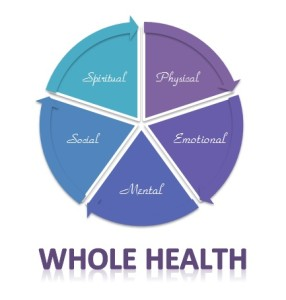 Spiritual
Physical
Social
Emotional
Mental
WHOLE HEALTH